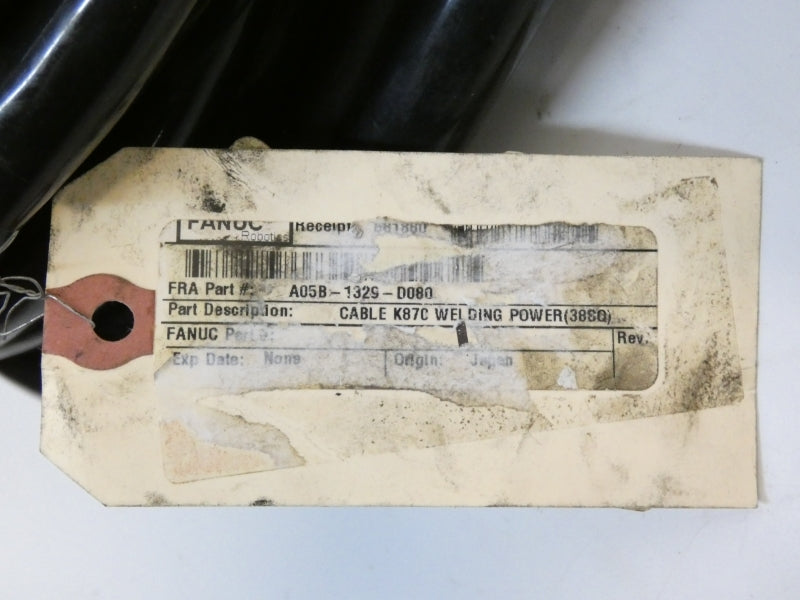 FANUC Receipt
Robotics
FRA Part #: A05B-1329-D080
Part Description: CABLE K87C WELDING POWER(38SQ)
FANUC Part #: Rev.
Exp Date: None Origin: Japan